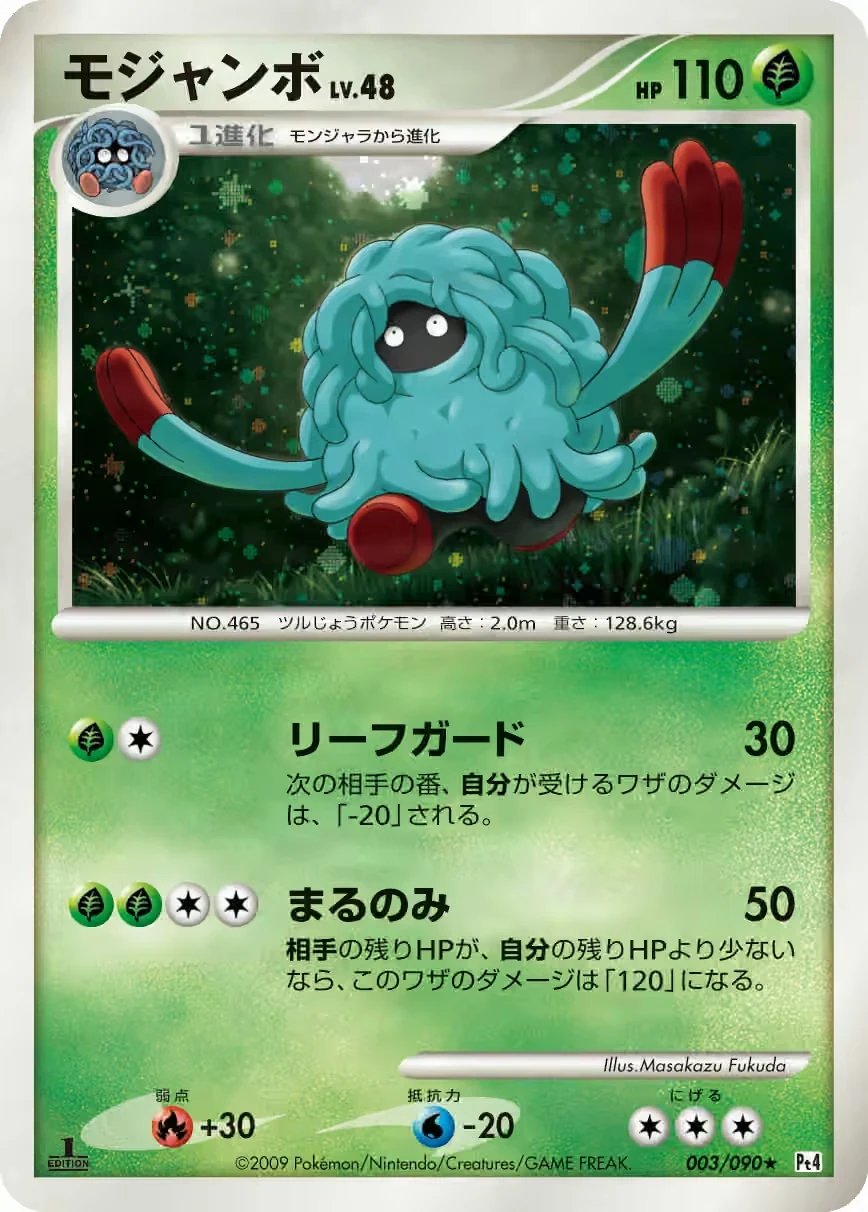 モジャンボ LV.48 HP 110
1進化 モンジャラから進化
NO.465 ツルじょうポケモン 高さ：2.0m 重さ：128.6kg
リーフガード 30
次の相手の番、自分が受けるワザのダメージ
は、「-20」される。
まるのみ 50
相手の残りHPが、自分の残りHPより少ない
なら、このワザのダメージは「120」になる。
Illus.Masakazu Fukuda
弱点 抵抗力 にげる
+30 -20
1
EDITION
©2009 Pokémon/Nintendo/Creatures/GAME FREAK. 003/090★ Pt4